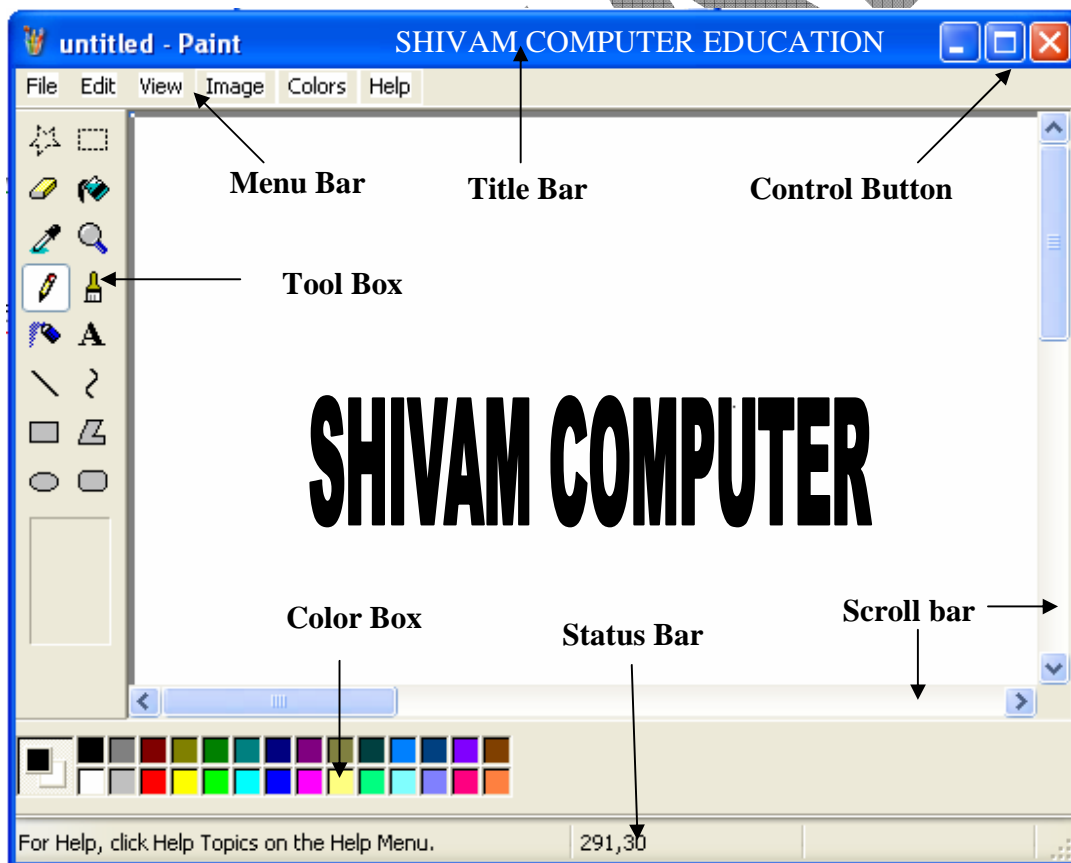 untitled - Paint SHIVAM COMPUTER EDUCATION
File Edit View Image Colors Help
Menu Bar Title Bar Control Button
Tool Box
A
SHIVAM COMPUTER
Color Box Status Bar Scroll bar
For Help, click Help Topics on the Help Menu. 291,30